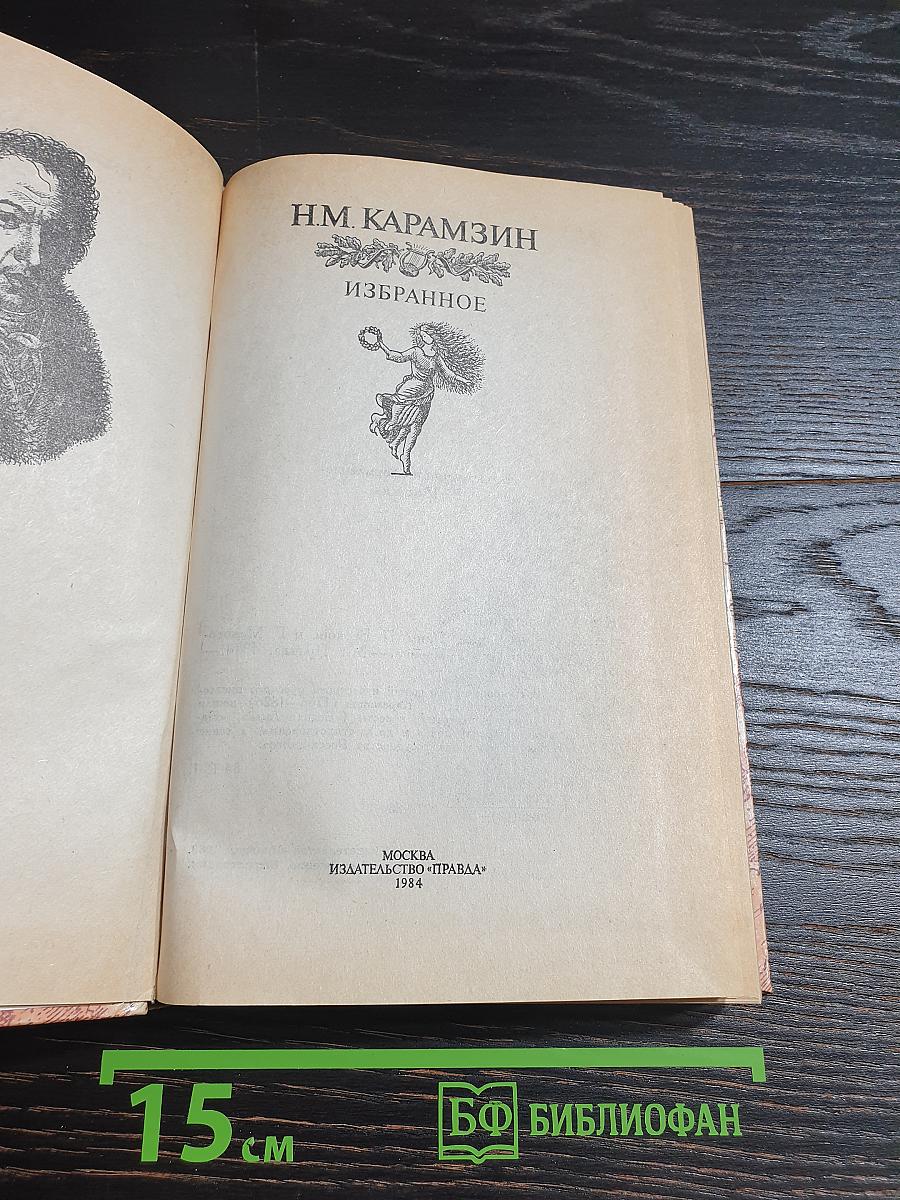 Н.М. КАРАМЗИН
ИЗБРАННОЕ
МОСКВА
ИЗДАТЕЛЬСТВО «ПРАВДА»
1984
15 см
БФ БИБЛИОФАН